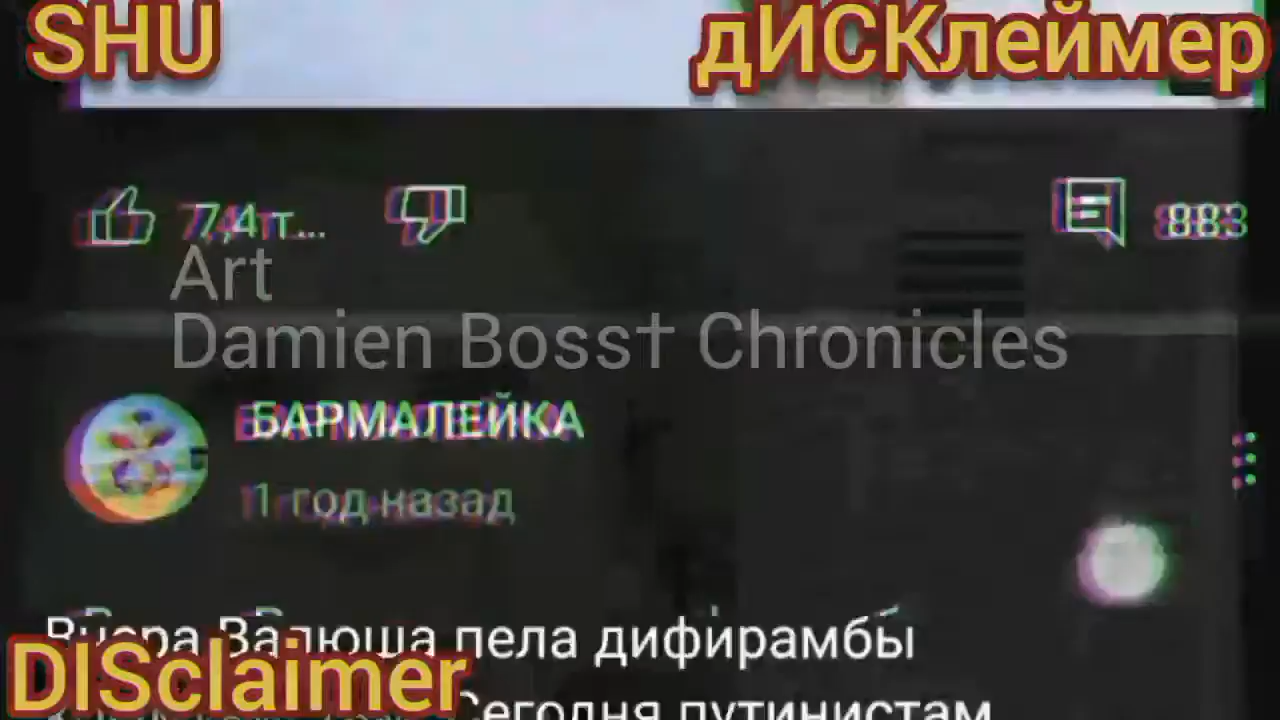 SHU
дИСКлеймер
7,4 т...
883
Art
Damien Boss† Chronicles
БАРМАЛЕЙКА
1 год назад
Вчера Валюша пела дифирамбы
DISclaimer
Сегодня путинистам